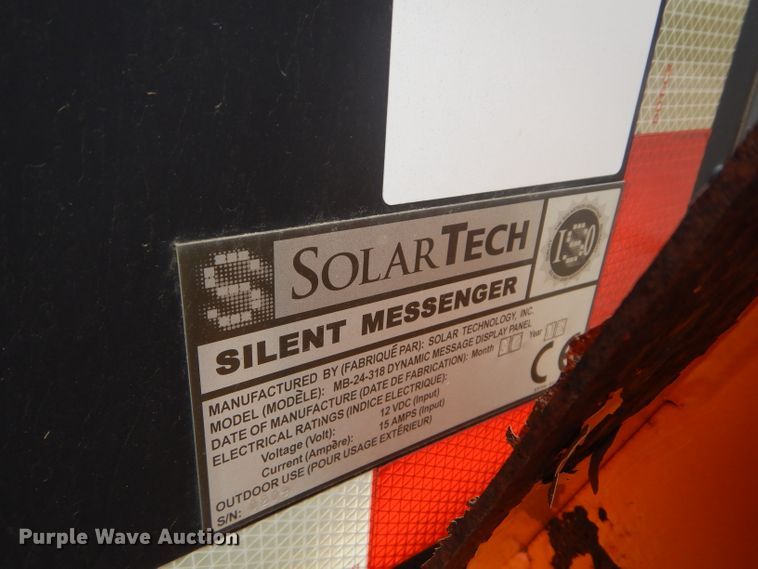 SOLARTECH
ISO
SILENT MESSENGER
MANUFACTURED BY (FABRIQUÉ PAR): SOLAR TECHNOLOGY, INC.
MODEL (MODÈLE): MB-24-318 DYNAMIC MESSAGE DISPLAY PANEL
DATE OF MANUFACTURE (DATE DE FABRICATION): Month Year
ELECTRICAL RATINGS (INDICE ELECTRIQUE):
Voltage (Volt): 12 VDC (Input)
Current (Ampère): 15 AMPS (Input)
OUTDOOR USE (POUR USAGE EXTÉRIEUR)
S/N:
CE
Purple Wave Auction